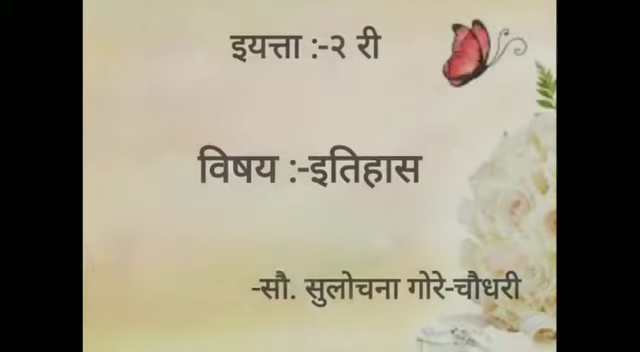 इयत्ता :-२ री
विषय :-इतिहास
-सौ. सुलोचना गोरे-चौधरी